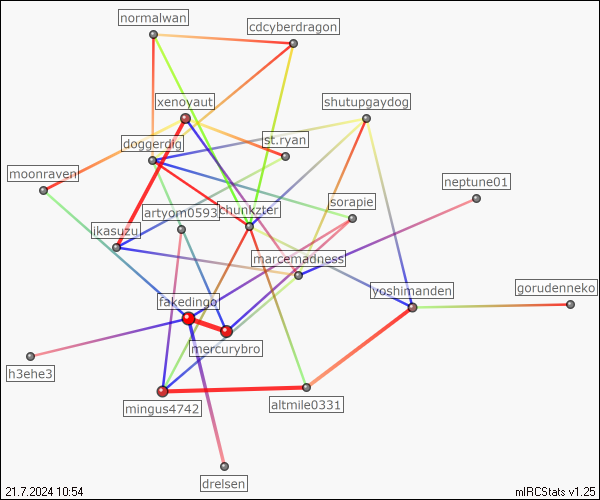 normalwan
cdcyberdragon
xenoyaut
shutupgaydog
doggerdig
st.ryan
moonraven
neptune01
sorapie
artyom0593
chunkzter
ikasuzu
marcemadness
yoshimanden
gorudenneko
fakedingo
mercurybro
h3ehe3
mingus4742
altmile0331
drelsen
21.7.2024 10:54
mIRCStats v1.25